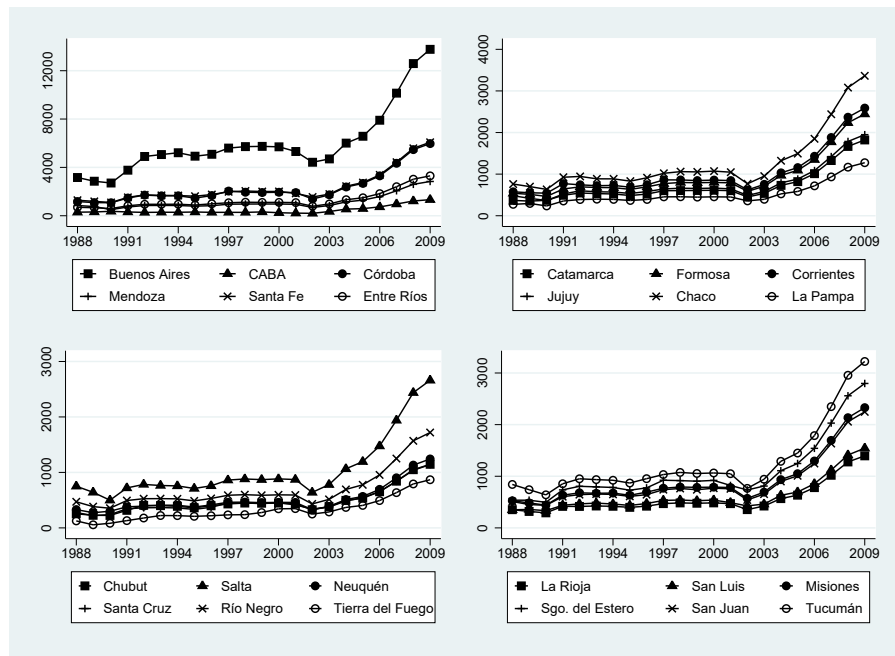 12000
8000
4000
0
1988 1991 1994 1997 2000 2003 2006 2009
Buenos Aires CABA Córdoba
Mendoza Santa Fe Entre Ríos
4000
3000
2000
1000
0
1988 1991 1994 1997 2000 2003 2006 2009
Catamarca Formosa Corrientes
Jujuy Chaco La Pampa
3000
2000
1000
0
1988 1991 1994 1997 2000 2003 2006 2009
Chubut Salta Neuquén
Santa Cruz Río Negro Tierra del Fuego
3000
2000
1000
0
1988 1991 1994 1997 2000 2003 2006 2009
La Rioja San Luis Misiones
Sgo. del Estero San Juan Tucumán